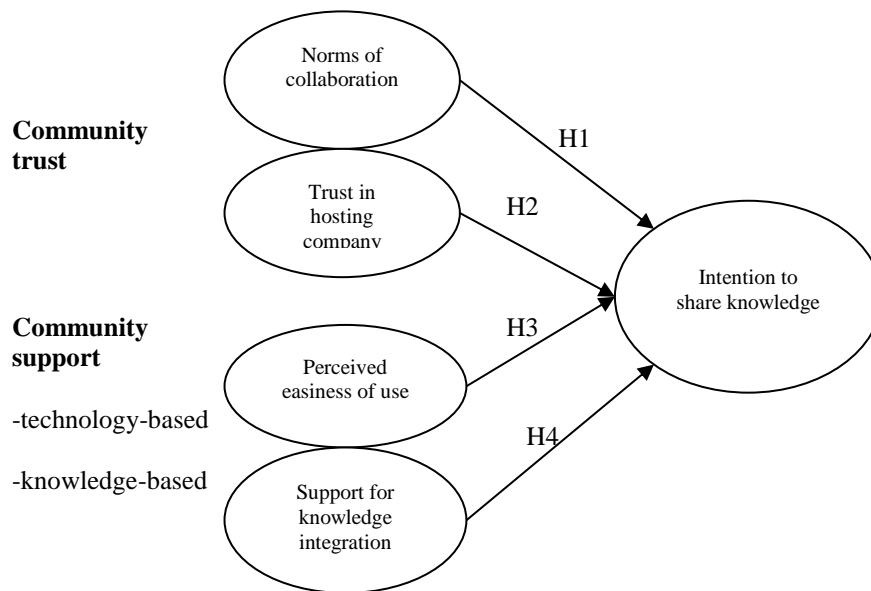 Norms of
collaboration
Community
trust
H1
Trust in
hosting
company
H2
Intention to
share knowledge
Community
support
H3
Perceived
easiness of use
-technology-based
H4
-knowledge-based
Support for
knowledge
integration